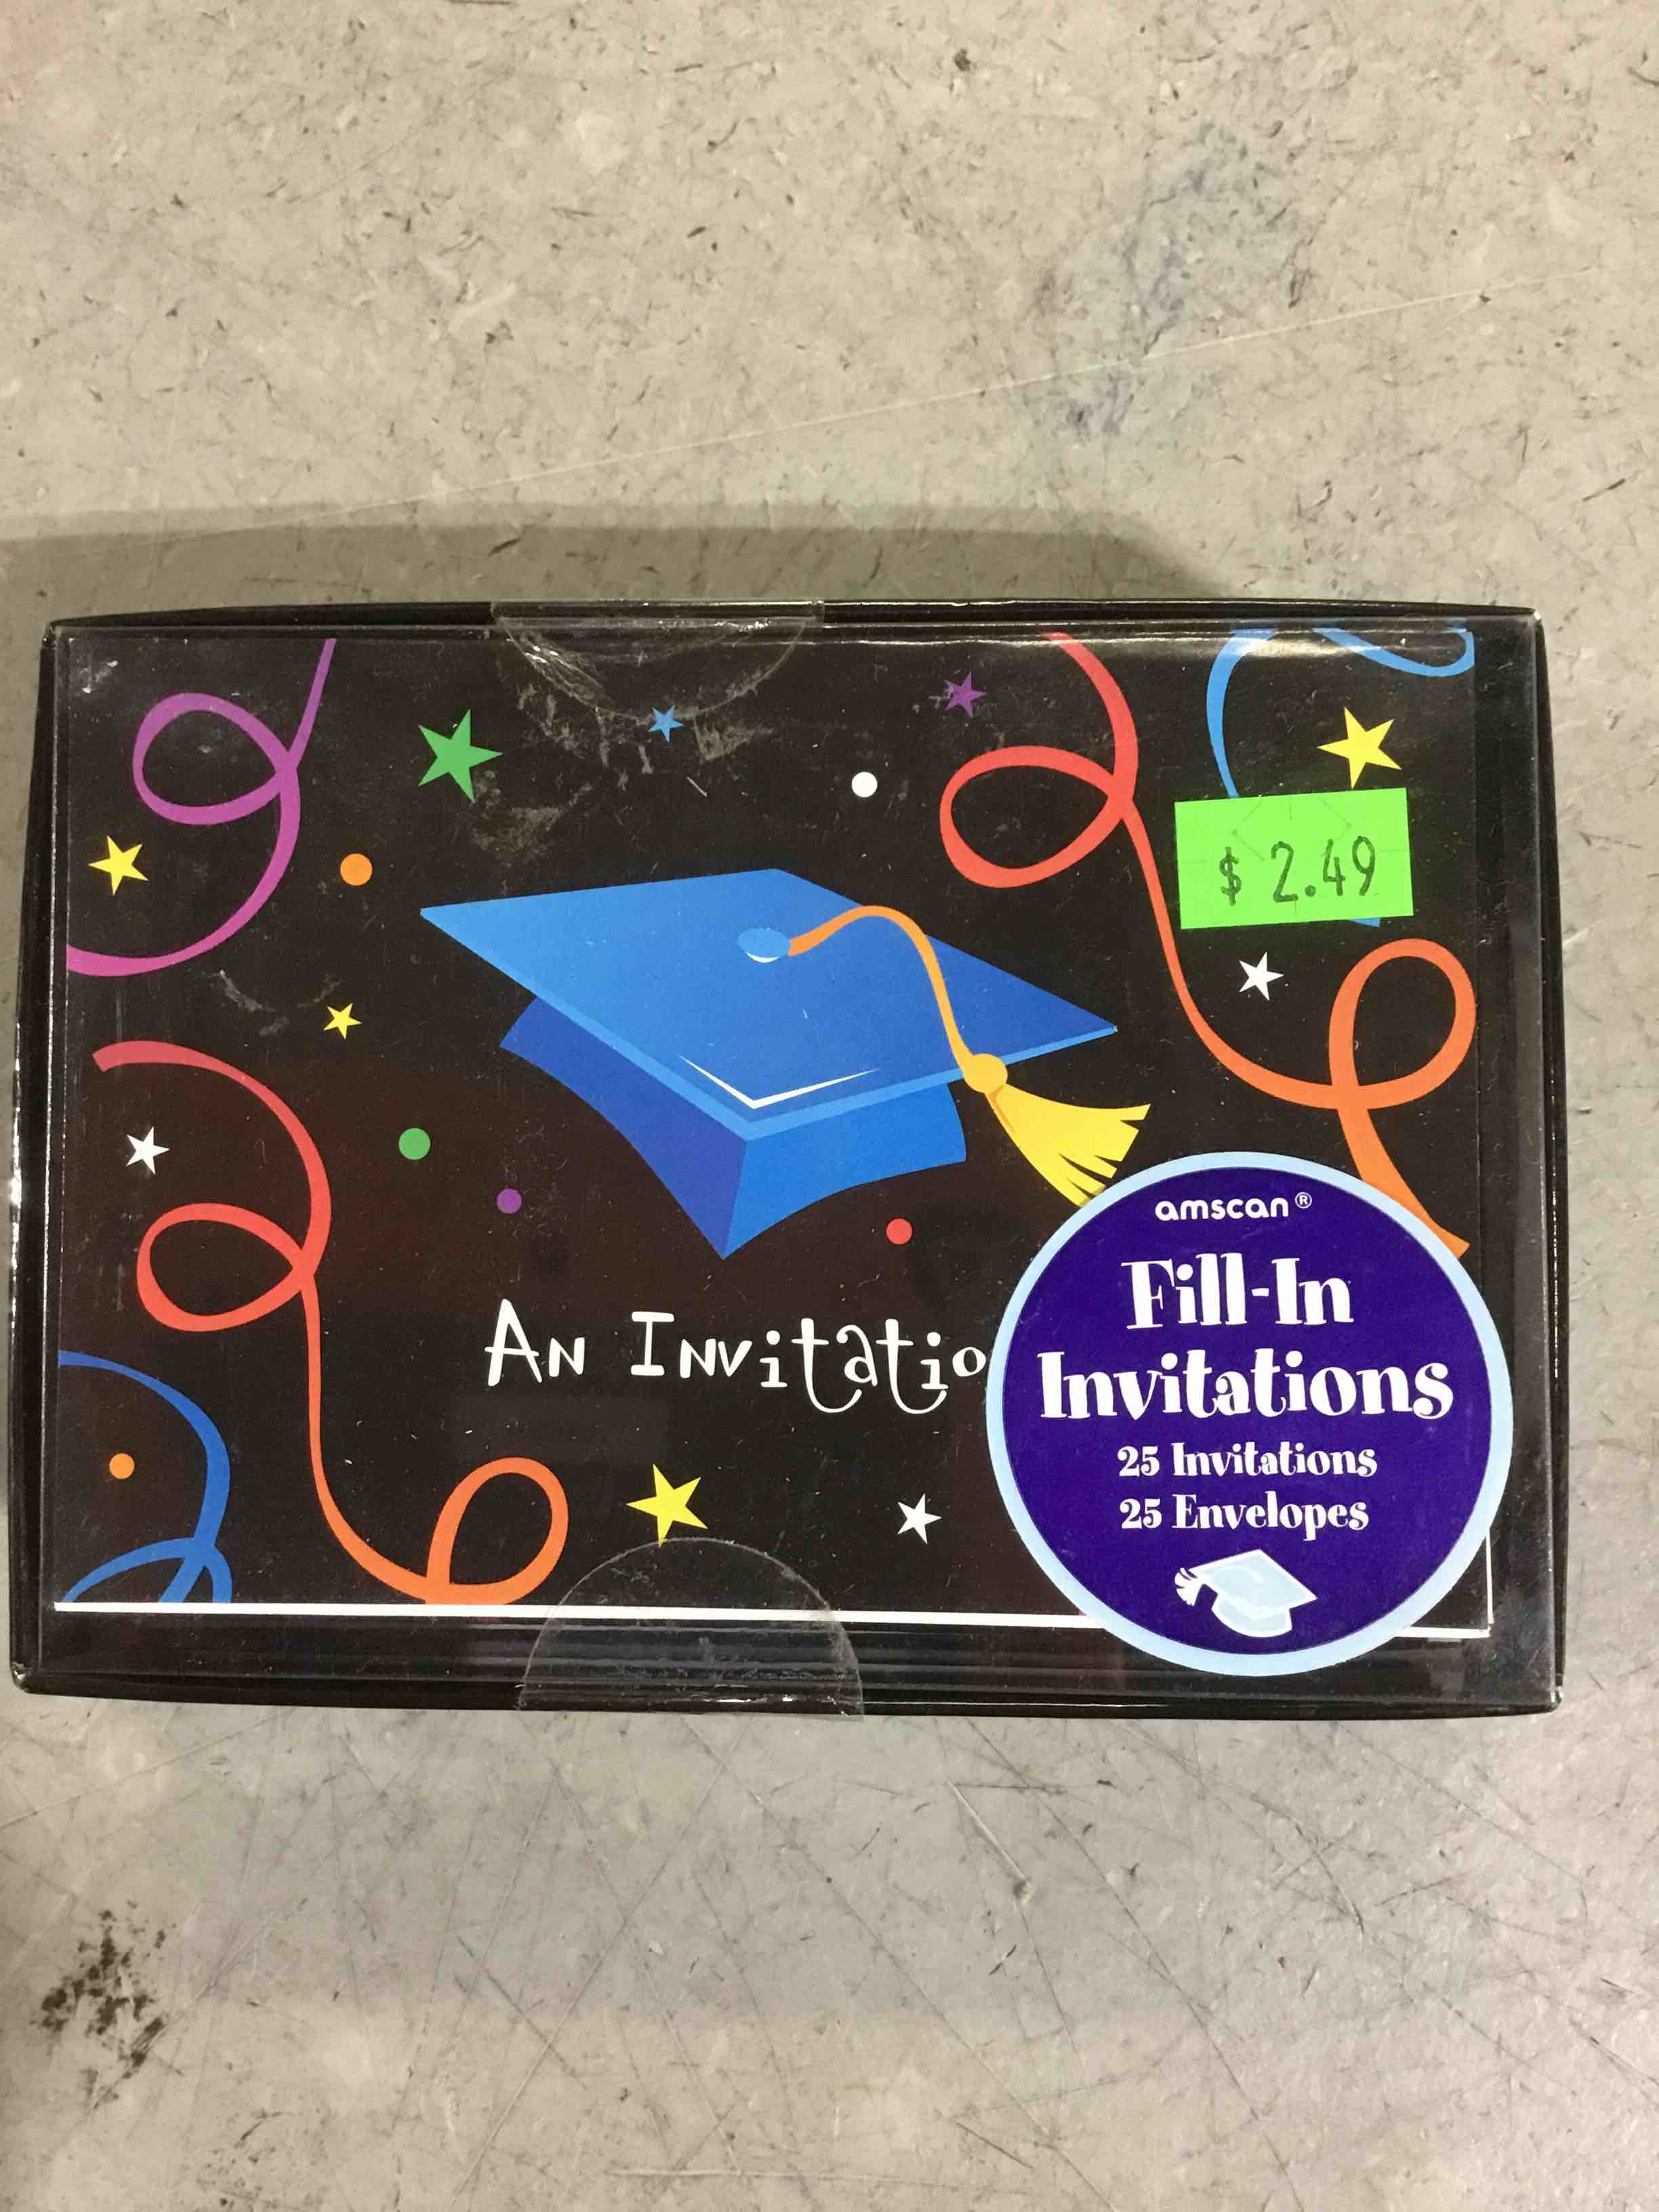 $ 2.49
An Invitatio
amscan®
Fill-In
Invitations
25 Invitations
25 Envelopes